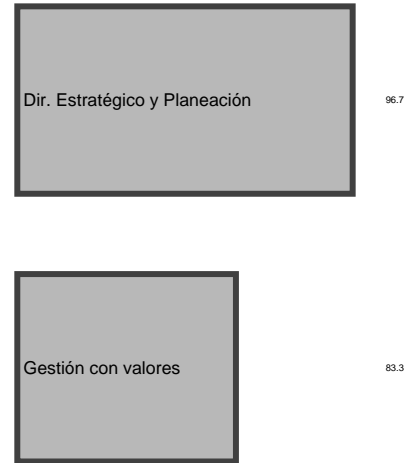 Dir. Estratégico y Planeación 96.7
Gestión con valores 83.3